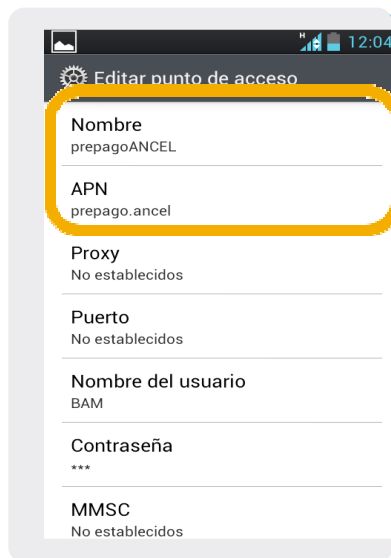 H 12:04
Editar punto de acceso
Nombre
prepagoANCEL
APN
prepago.ancel
Proxy
No establecidos
Puerto
No establecidos
Nombre del usuario
BAM
Contraseña
***
MMSC
No establecidos